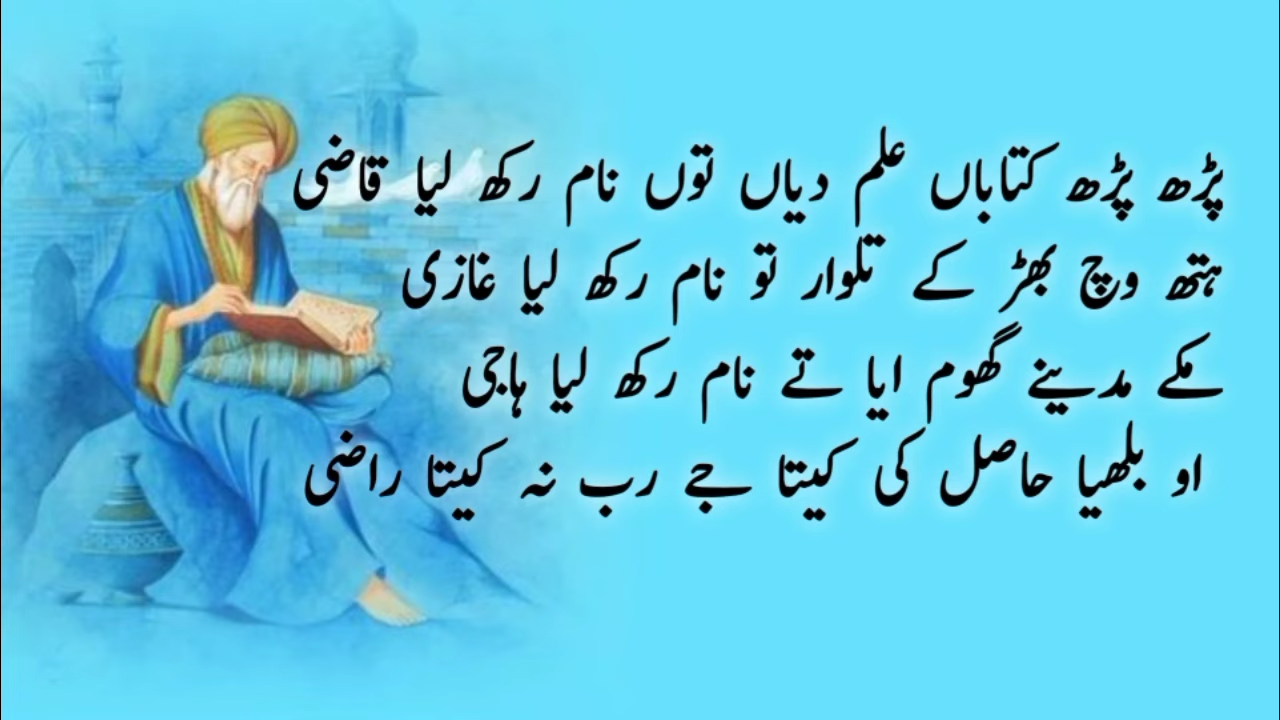 پڑھ پڑھ کتاباں علم دیاں توں نام رکھ لیا قاضی
ہتھ وچ پھڑ کے تلوار تو نام رکھ لیا غازی
مکے مدینے گھوم ایا تے نام رکھ لیا ہاجی
او بلھیا حاصل کی کیتا جے رب نہ کیتا راضی